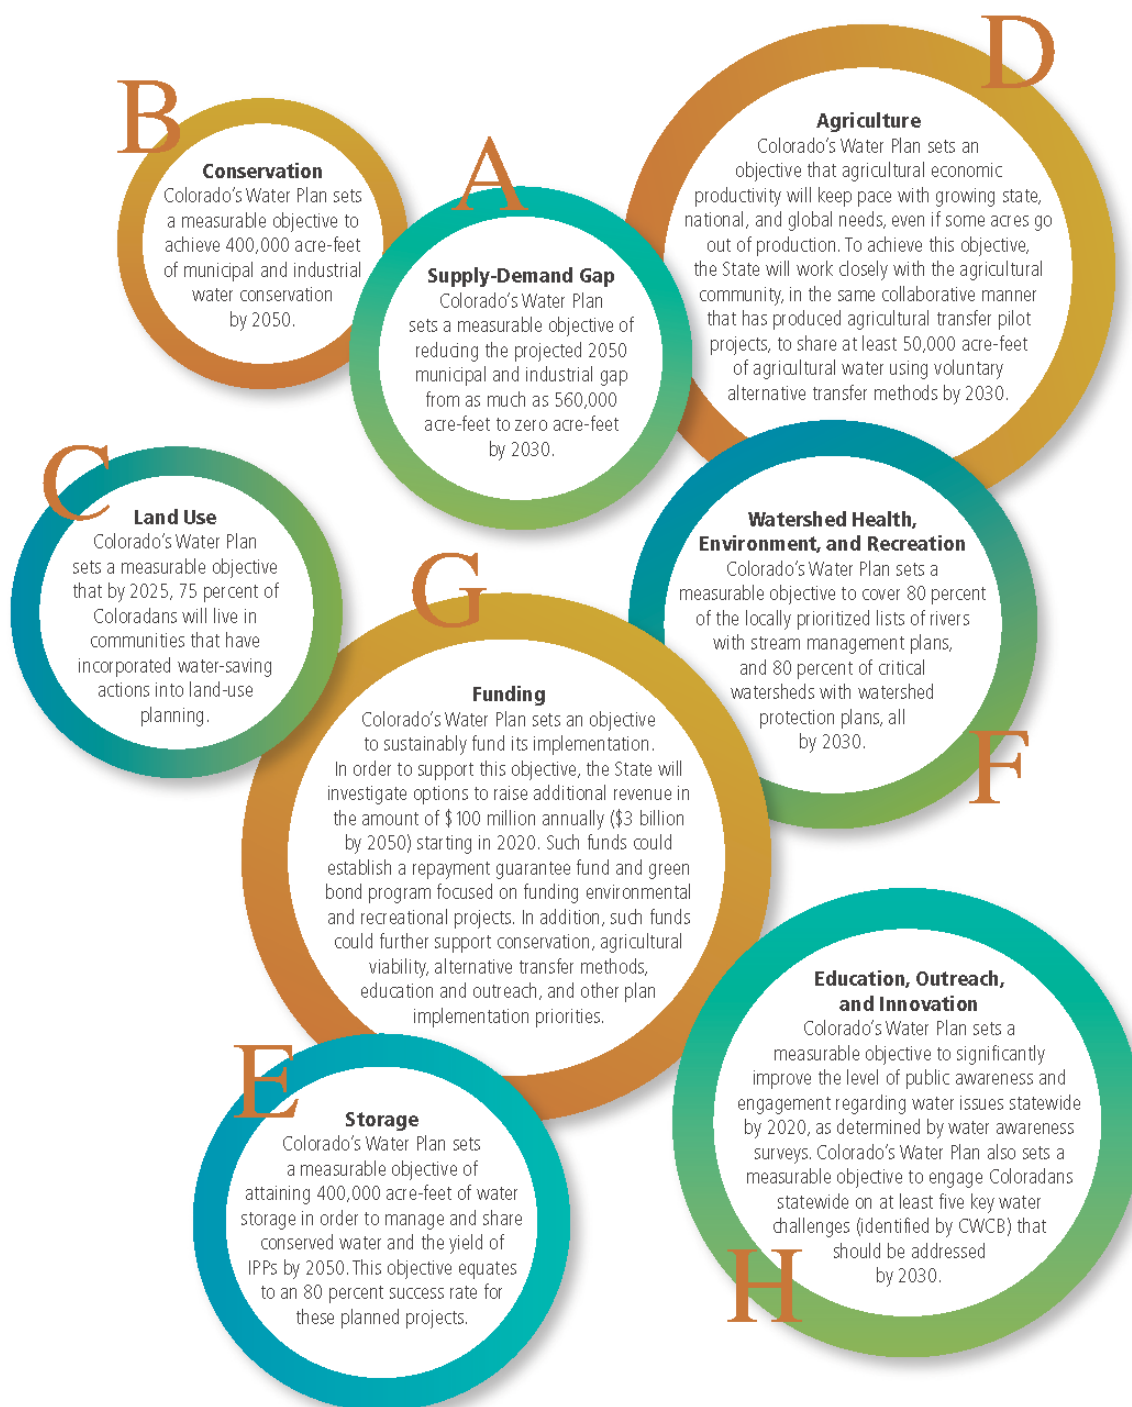 B
Conservation
Colorado's Water Plan sets
a measurable objective to
achieve 400,000 acre-feet
of municipal and industrial
water conservation
by 2050.
A
Supply-Demand Gap
Colorado's Water Plan
sets a measurable objective of
reducing the projected 2050
municipal and industrial gap
from as much as 560,000
acre-feet to zero acre-feet
by 2030.
D
Agriculture
Colorado's Water Plan sets an
objective that agricultural economic
productivity will keep pace with growing state,
national, and global needs, even if some acres go
out of production. To achieve this objective,
the State will work closely with the agricultural
community, in the same collaborative manner
that has produced agricultural transfer pilot
projects, to share at least 50,000 acre-feet
of agricultural water using voluntary
alternative transfer methods by 2030.
C
Land Use
Colorado's Water Plan
sets a measurable objective
that by 2025, 75 percent of
Coloradans will live in
communities that have
incorporated water-saving
actions into land-use
planning.
Watershed Health,
Environment, and Recreation
Colorado's Water Plan sets a
measurable objective to cover 80 percent
of the locally prioritized lists of rivers
with stream management plans,
and 80 percent of critical
watersheds with watershed
protection plans, all
by 2030.
F
G
Funding
Colorado's Water Plan sets an objective
to sustainably fund its implementation.
In order to support this objective, the State will
investigate options to raise additional revenue in
the amount of $100 million annually ($3 billion
by 2050) starting in 2020. Such funds could
establish a repayment guarantee fund and green
bond program focused on funding environmental
and recreational projects. In addition, such funds
could further support conservation, agricultural
viability, alternative transfer methods,
education and outreach, and other plan
implementation priorities.
E
Storage
Colorado's Water Plan sets
a measurable objective of
attaining 400,000 acre-feet of water
storage in order to manage and share
conserved water and the yield of
IPPs by 2050. This objective equates
to an 80 percent success rate for
these planned projects.
Education, Outreach,
and Innovation
Colorado's Water Plan sets a
measurable objective to significantly
improve the level of public awareness and
engagement regarding water issues statewide
by 2020, as determined by water awareness
surveys. Colorado's Water Plan also sets a
measurable objective to engage Coloradans
statewide on at least five key water
challenges (identified by CWCB) that
should be addressed
by 2030.
H